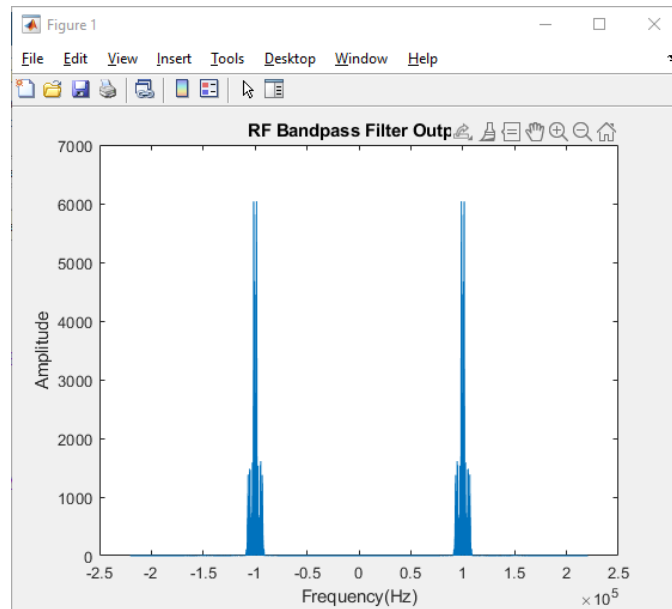 Figure 1
File Edit View Insert Tools Desktop Window Help
RF Bandpass Filter Outp
7000
6000
5000
4000
3000
2000
1000
0
Amplitude
-2.5 -2 -1.5 -1 -0.5 0 0.5 1 1.5 2 2.5
Frequency(Hz)
× 10^5